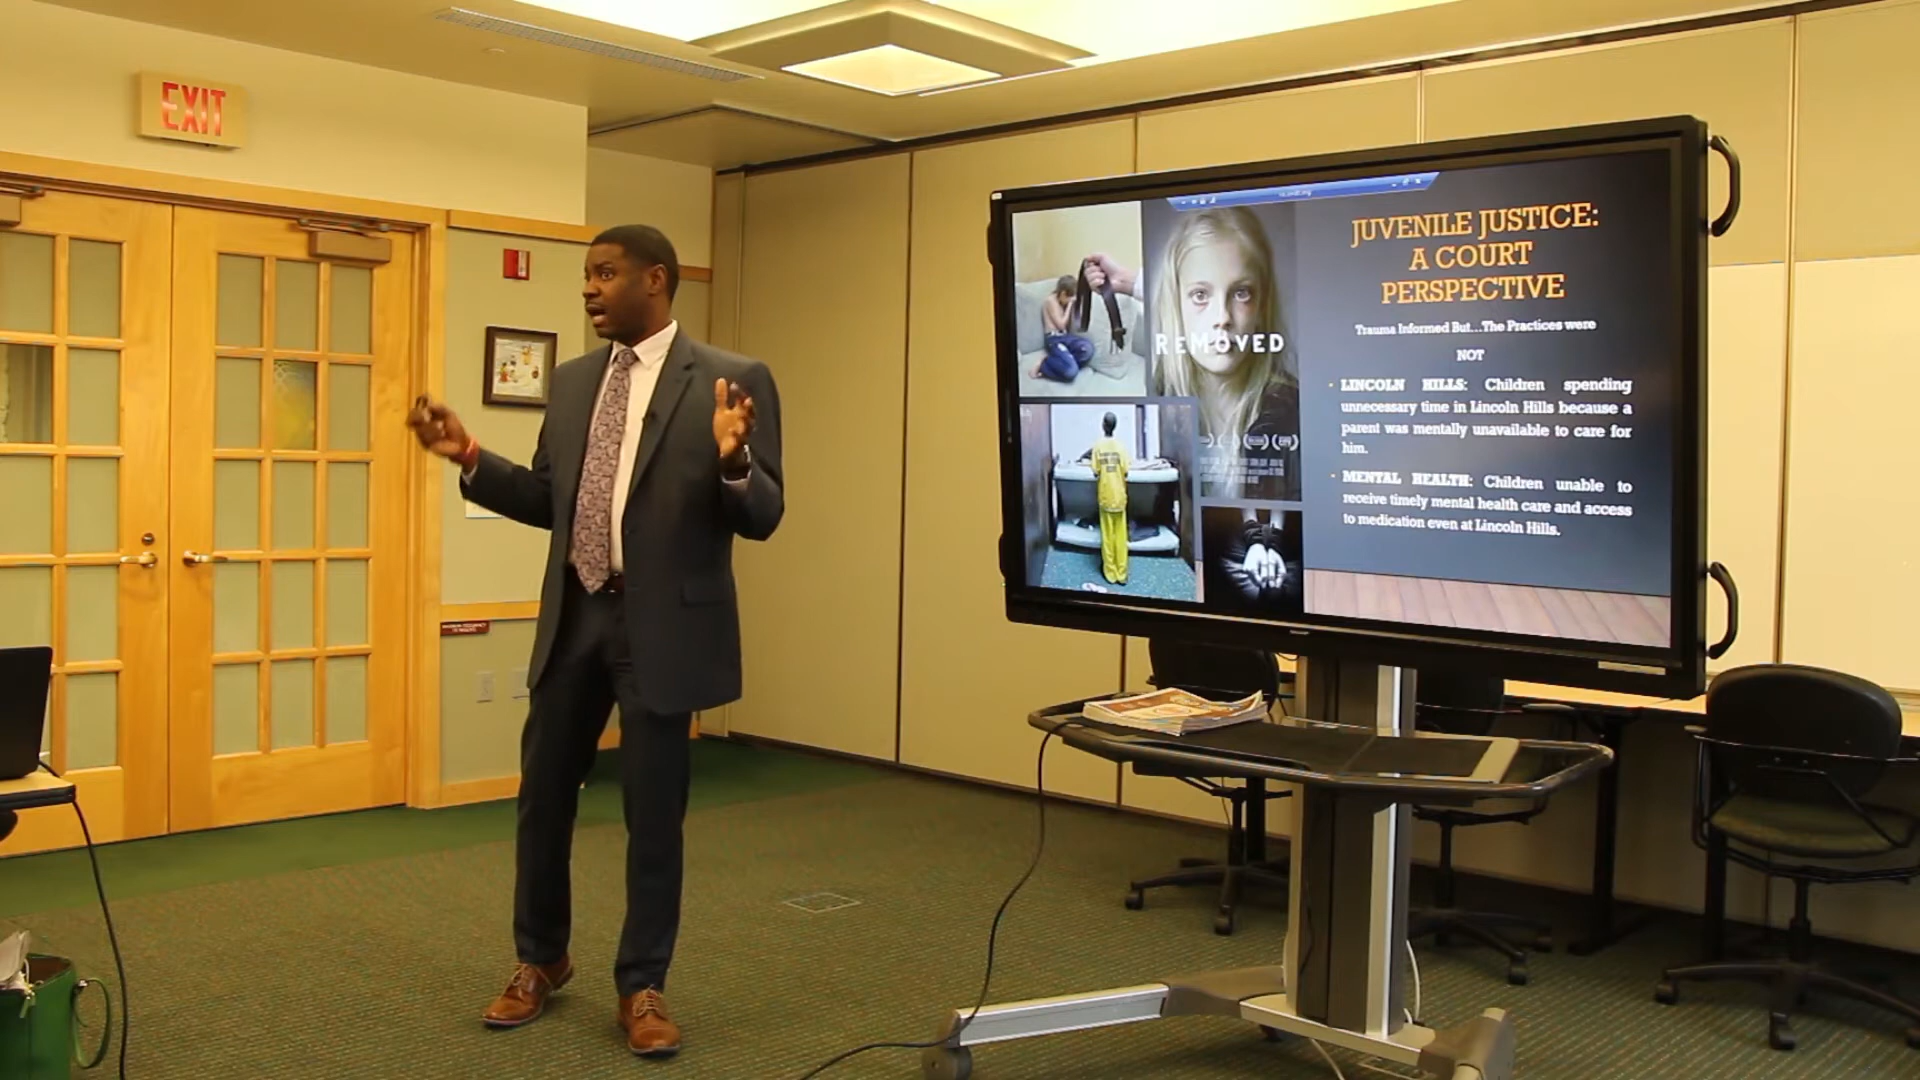 EXIT
JUVENILE JUSTICE:
A COURT
PERSPECTIVE
Trauma Informed But...The Practices were
NOT
LINCOLN HILLS: Children spending
unnecessary time in Lincoln Hills because a
parent was mentally unavailable to care for
him.
MENTAL HEALTH: Children unable to
receive timely mental health care and access
to medication even at Lincoln Hills.
REMOVED